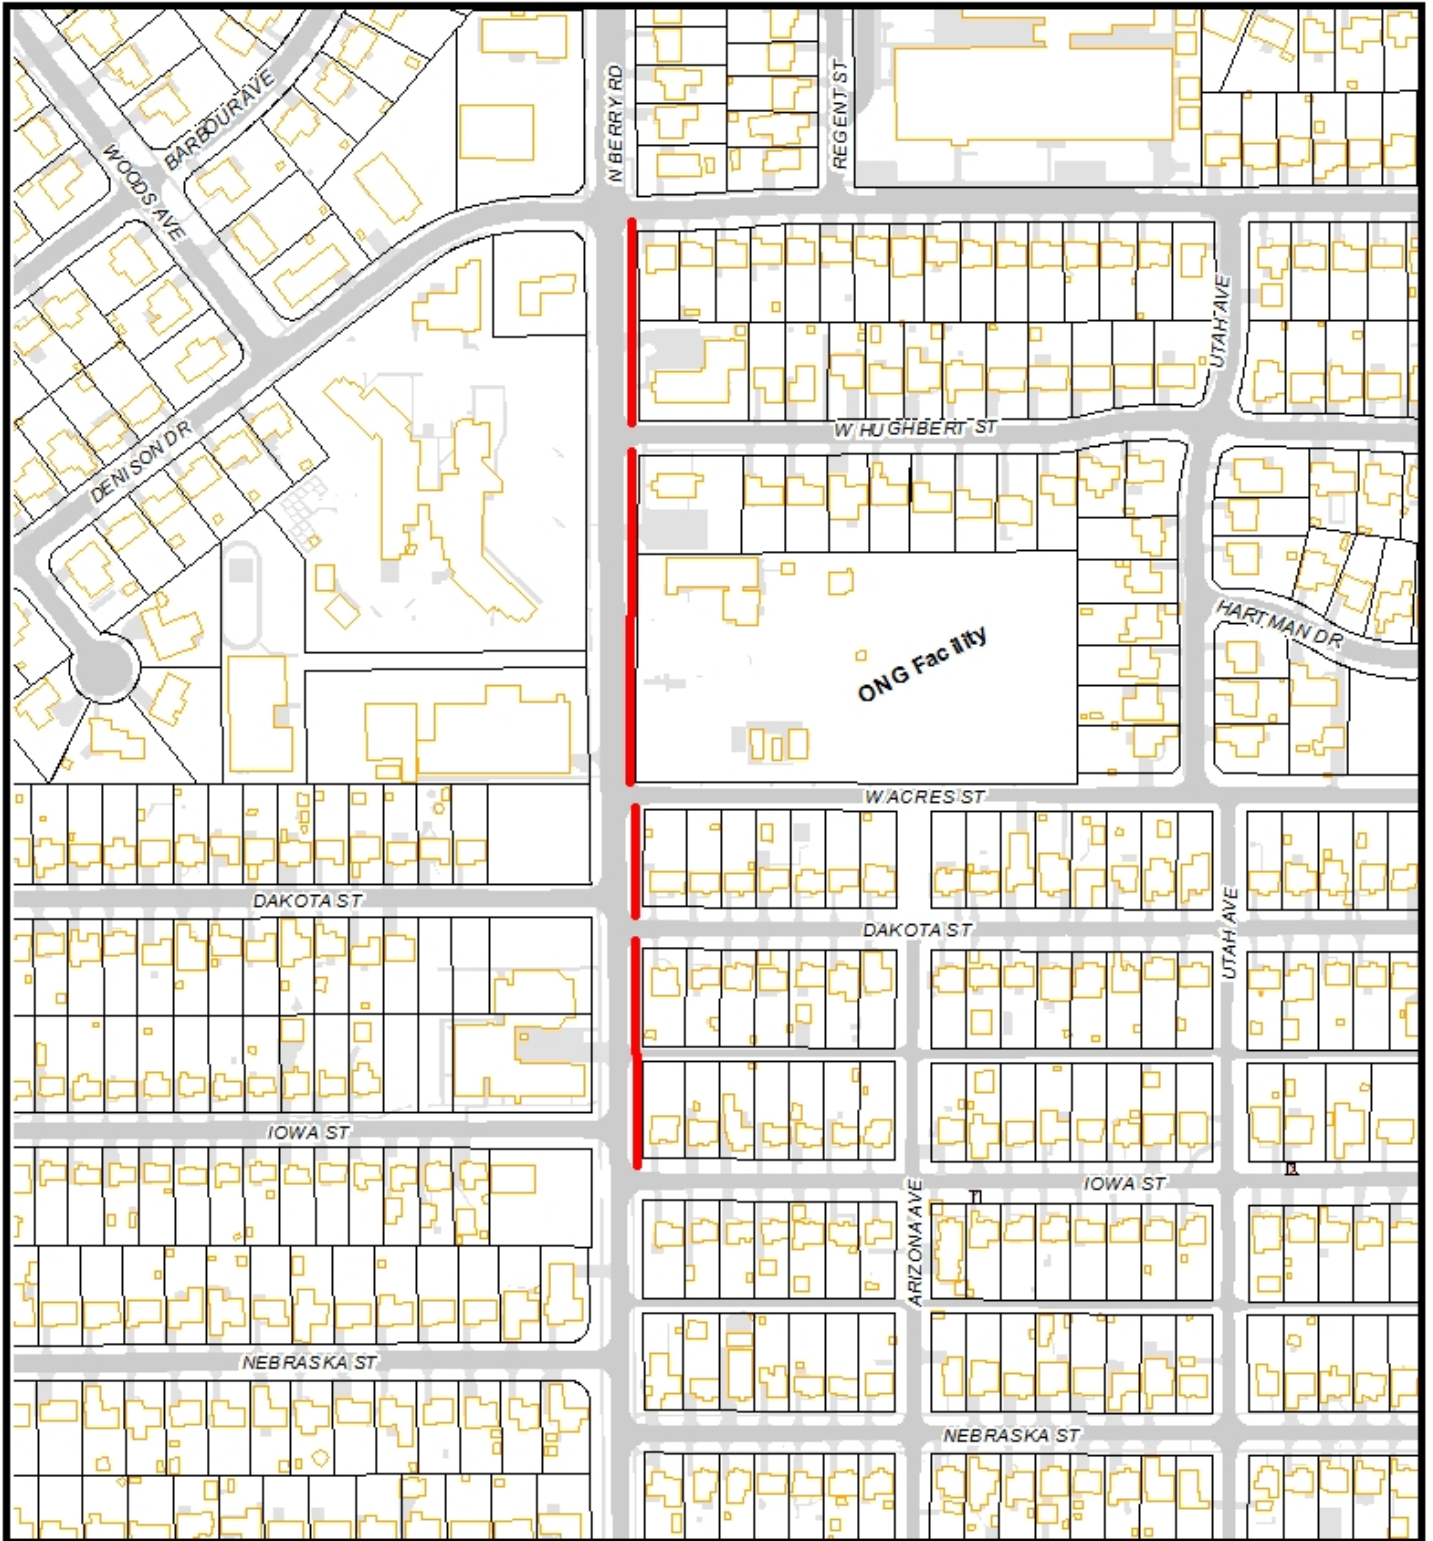 N BERRY RD
REGENT ST
BARBOUR AVE
WOODS AVE
UTAH AVE
W HUGHBERT ST
DENISON DR
HARTMAN DR
ONG Facility
W ACRES ST
DAKOTA ST
DAKOTA ST
UTAH AVE
IOWA ST
IOWA ST
ARIZONA AVE
NEBRASKA ST
NEBRASKA ST